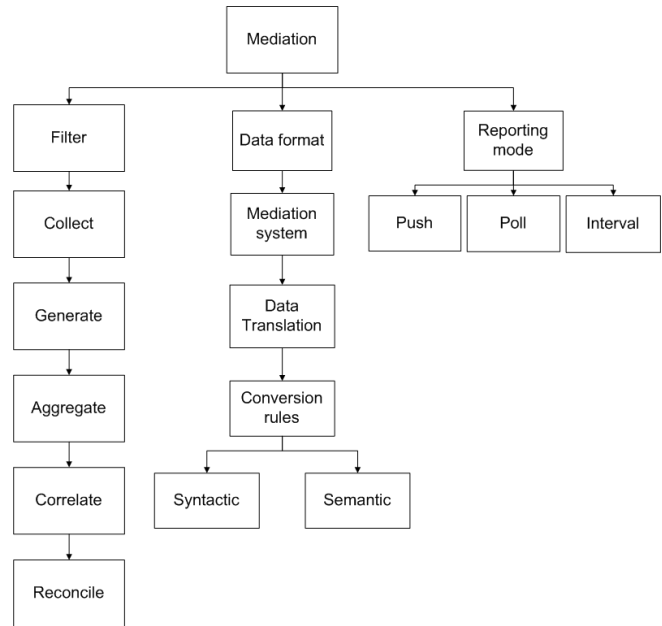 Mediation
Filter
Data format
Reporting
mode
Collect
Mediation
system
Push
Poll
Interval
Generate
Data
Translation
Aggregate
Conversion
rules
Correlate
Syntactic
Semantic
Reconcile